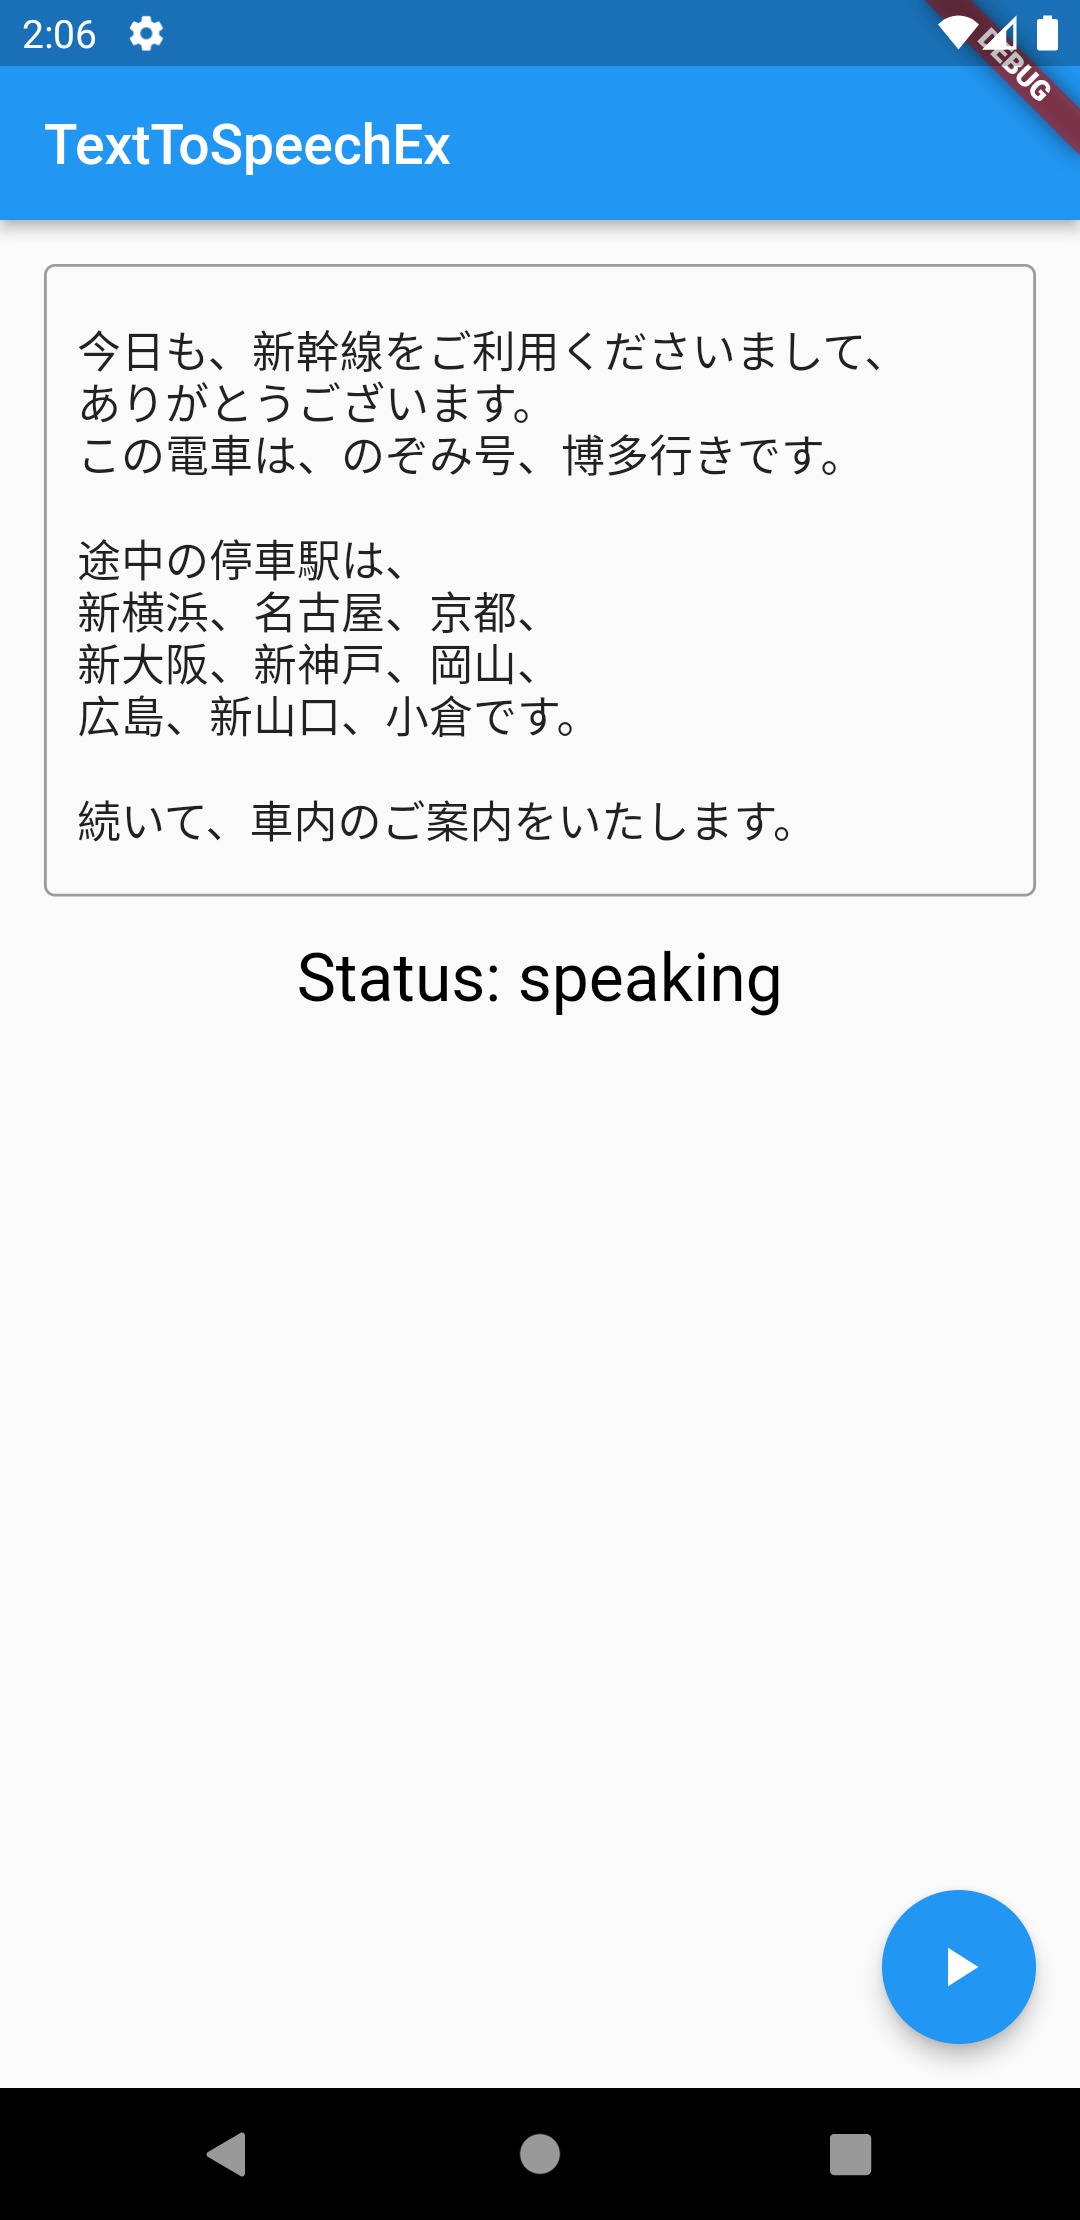 2:06
DEBUG
TextToSpeechEx
今日も、新幹線をご利用くださいまして、
ありがとうございます。
この電車は、のぞみ号、博多行きです。
途中の停車駅は、
新横浜、名古屋、京都、
新大阪、新神戸、岡山、
広島、新山口、小倉です。
続いて、車内のご案内をいたします。
Status: speaking